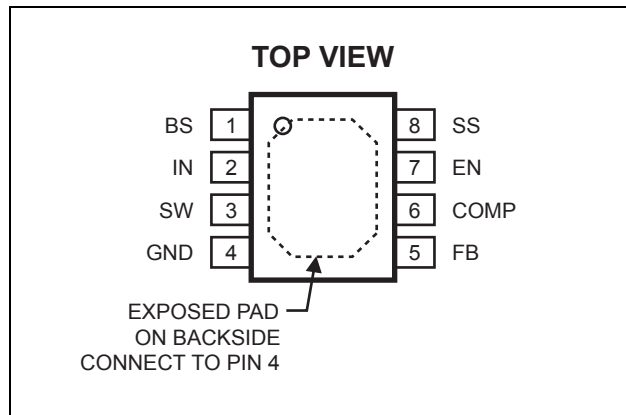 TOP VIEW
BS 1 8 SS
IN 2 7 EN
SW 3 6 COMP
GND 4 5 FB
EXPOSED PAD
ON BACKSIDE
CONNECT TO PIN 4